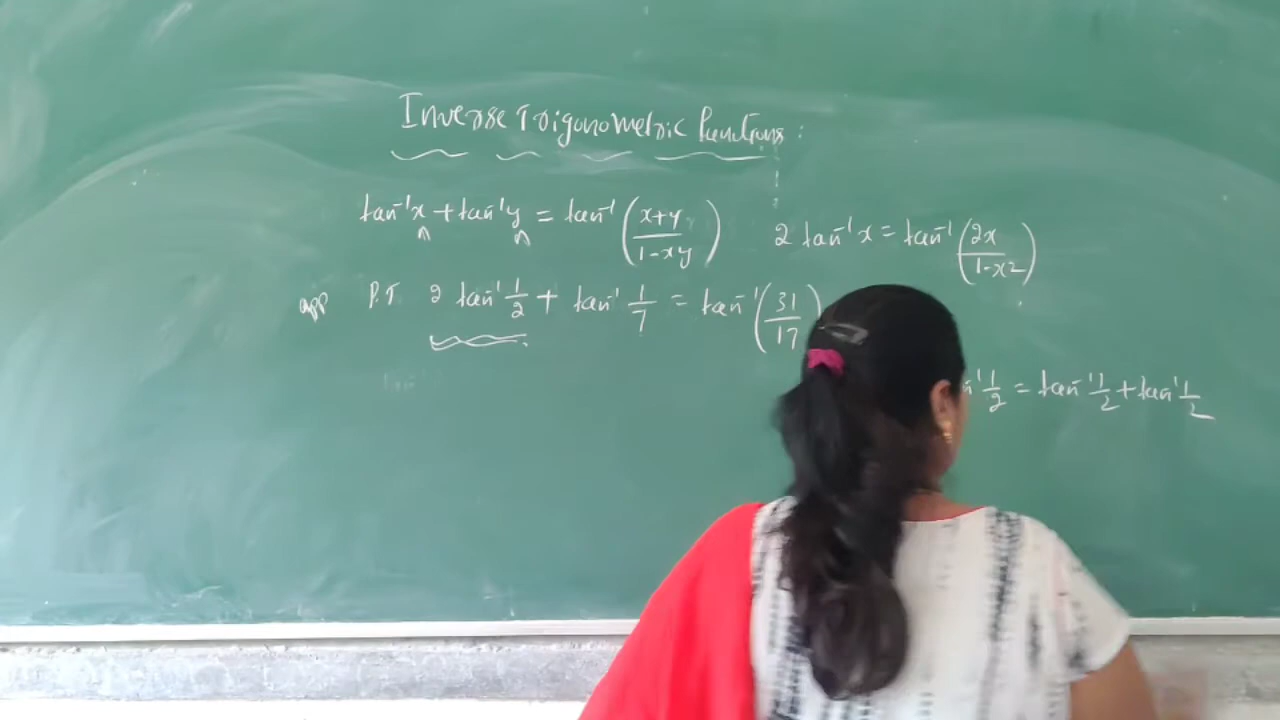 Inverse Trigonometric Functions :
tan⁻¹x + tan⁻¹y = tan⁻¹((x+y)/(1-xy))
2 tan⁻¹x = tan⁻¹(2x/(1-x2))
P.T 2 tan⁻¹ 1/2 + tan⁻¹ 1/7 = tan⁻¹(31/17)
n⁻¹ 1/2 = tan⁻¹ 1/2 + tan⁻¹ 1/2